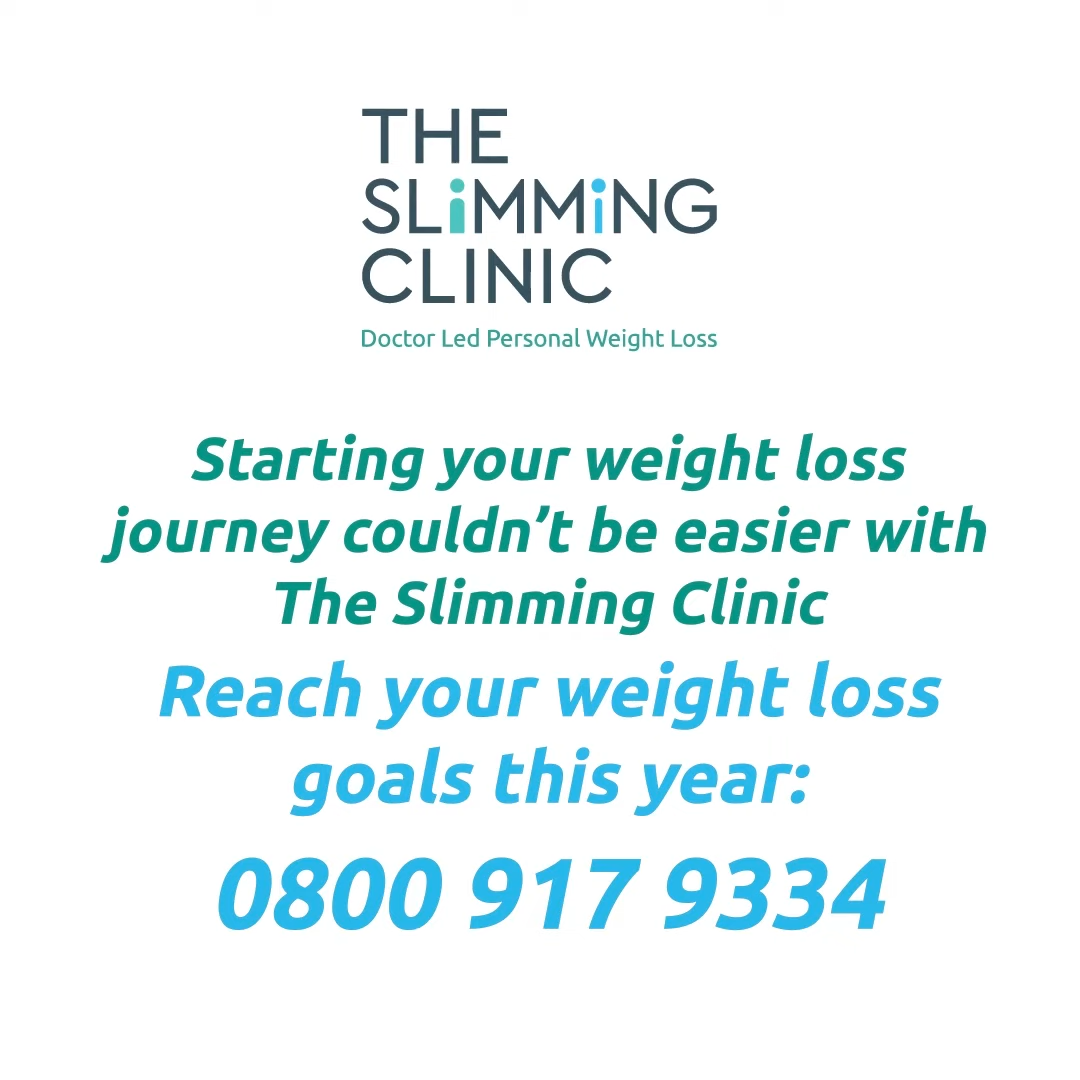 THE
SLiMMiNG
CLINIC
Doctor Led Personal Weight Loss
Starting your weight loss
journey couldn’t be easier with
The Slimming Clinic
Reach your weight loss
goals this year:
0800 917 9334